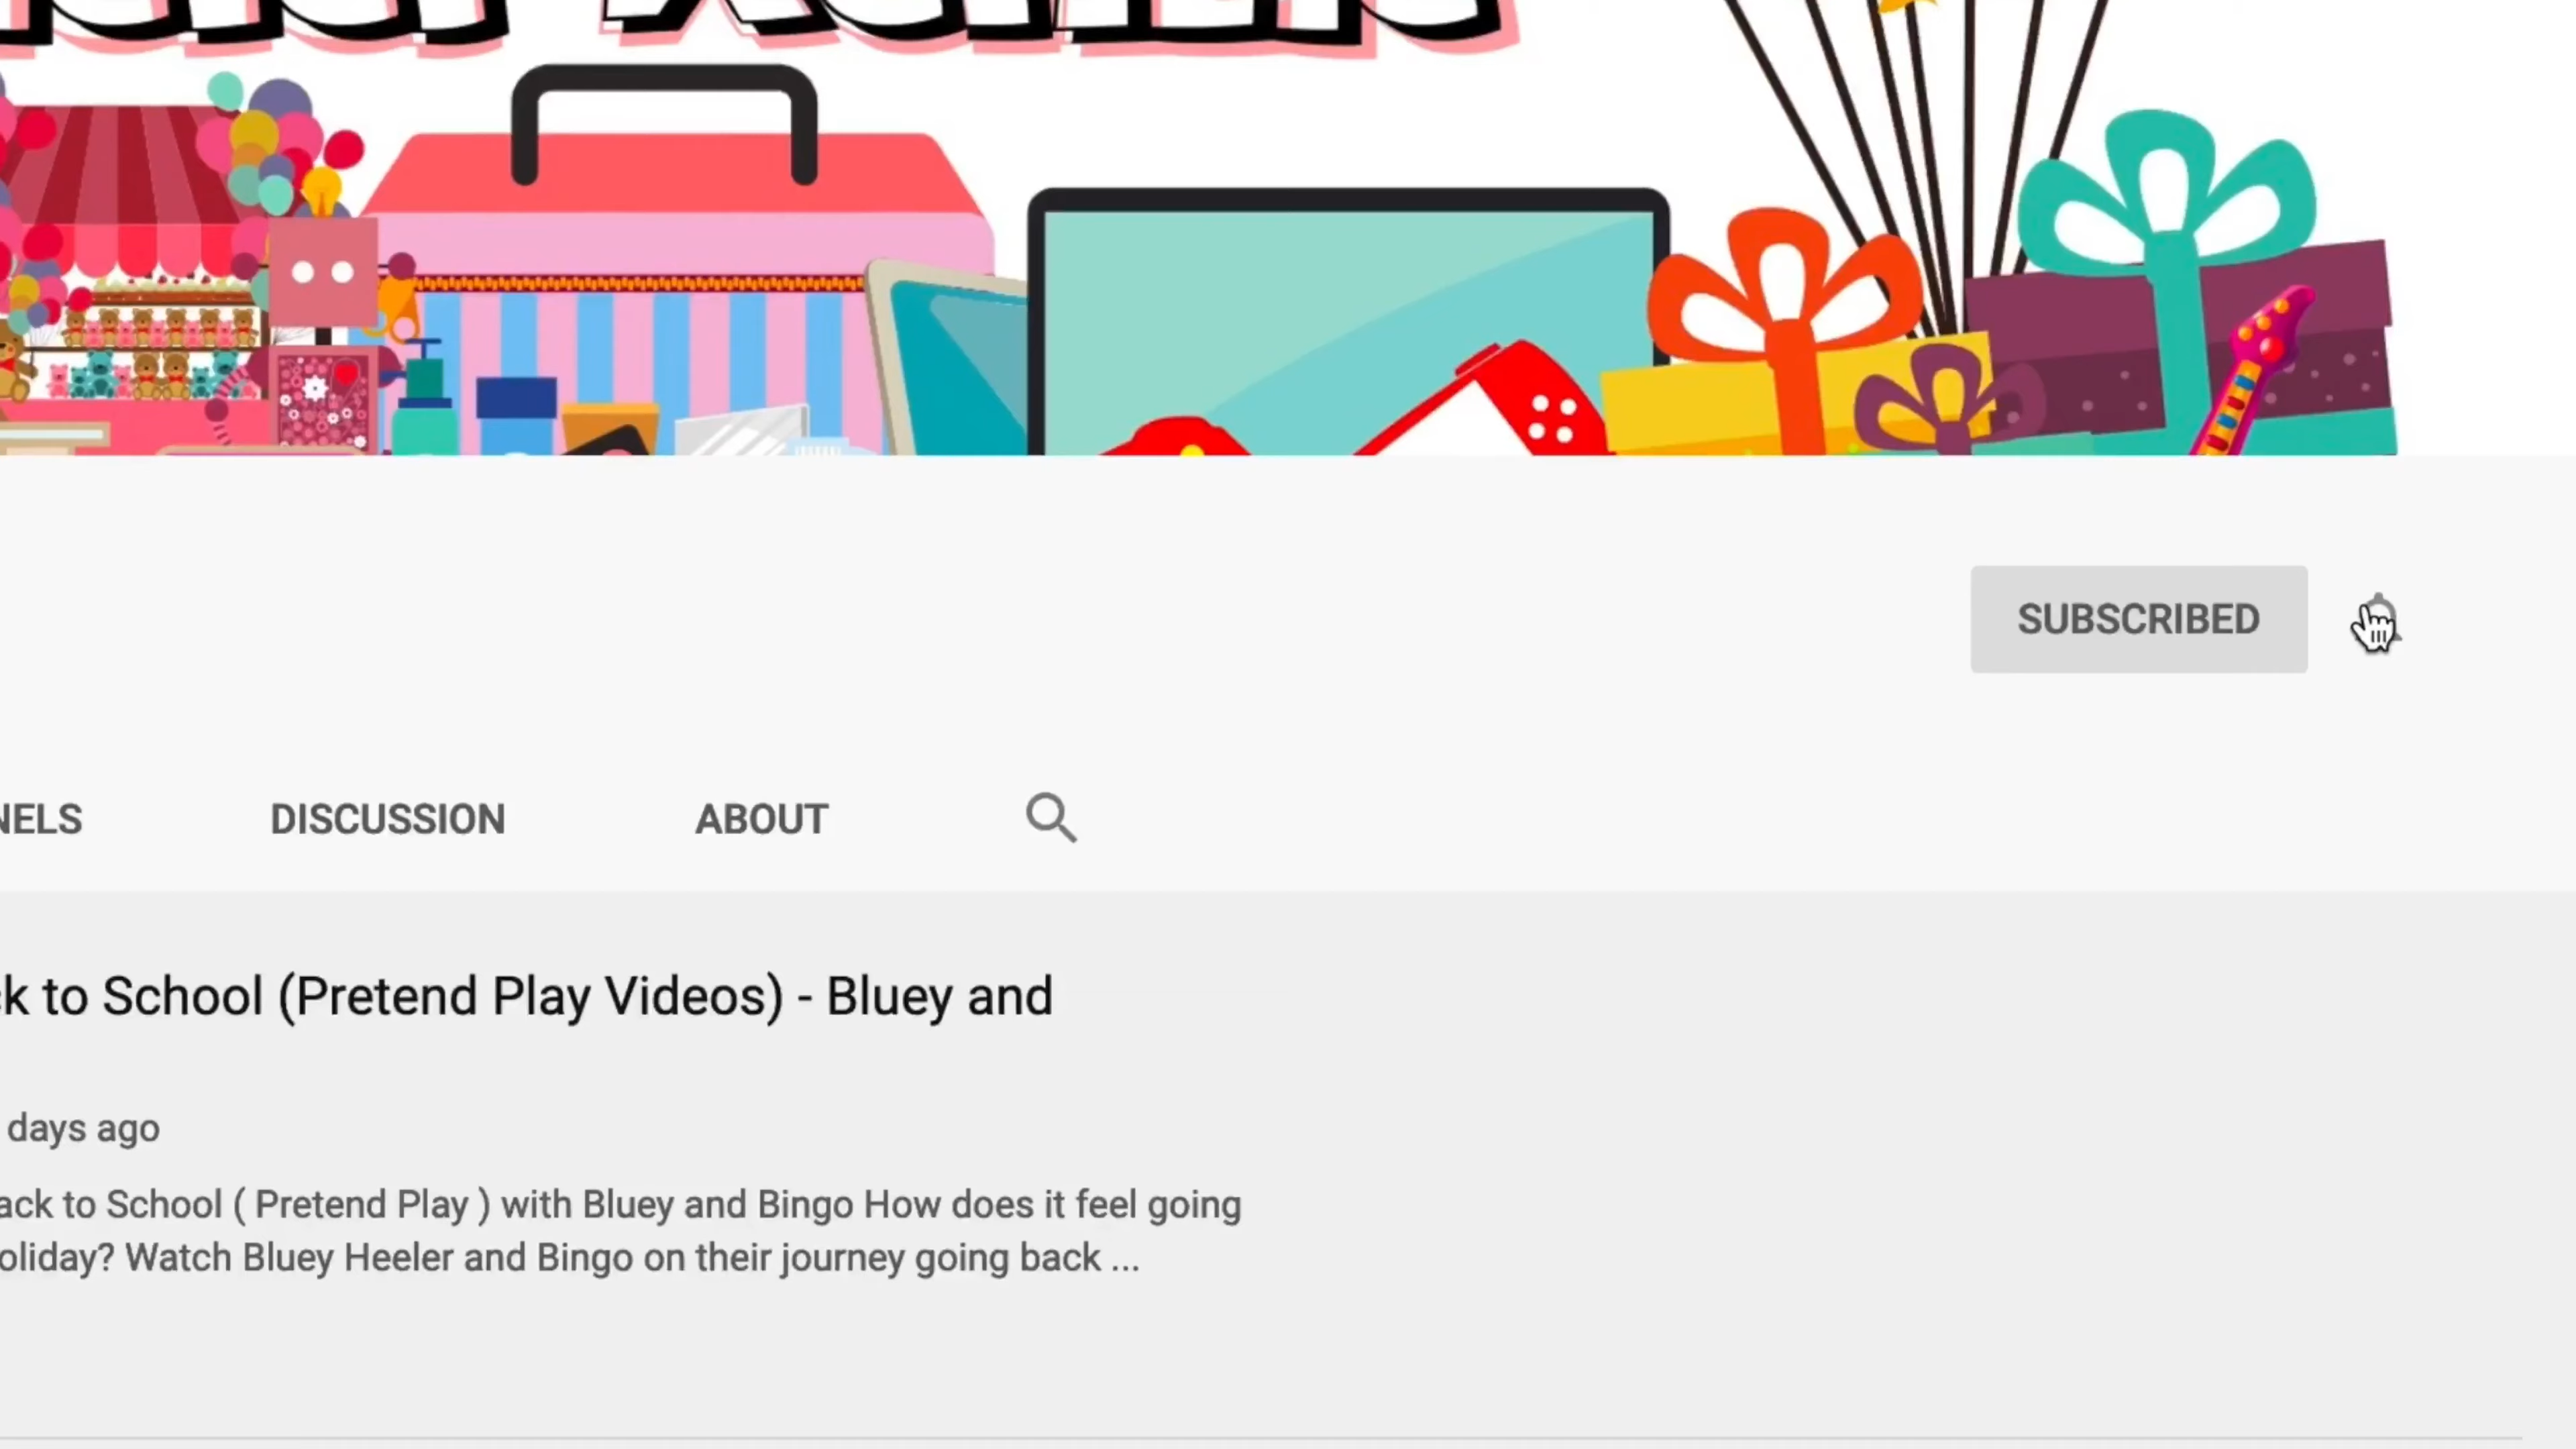 SUBSCRIBED
NELS DISCUSSION ABOUT
k to School (Pretend Play Videos) - Bluey and
days ago
ack to School ( Pretend Play ) with Bluey and Bingo How does it feel going
oliday? Watch Bluey Heeler and Bingo on their journey going back ...